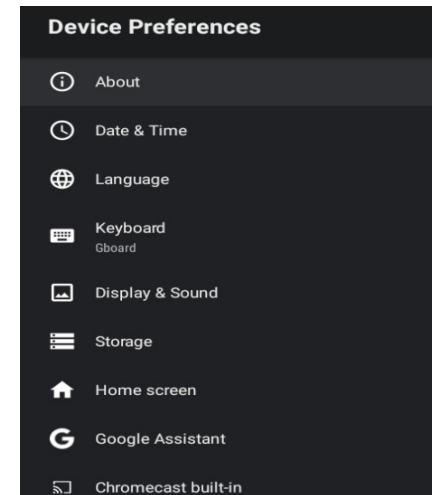 Device Preferences
About
Date & Time
Language
Keyboard
Gboard
Display & Sound
Storage
Home screen
Google Assistant
Chromecast built-in